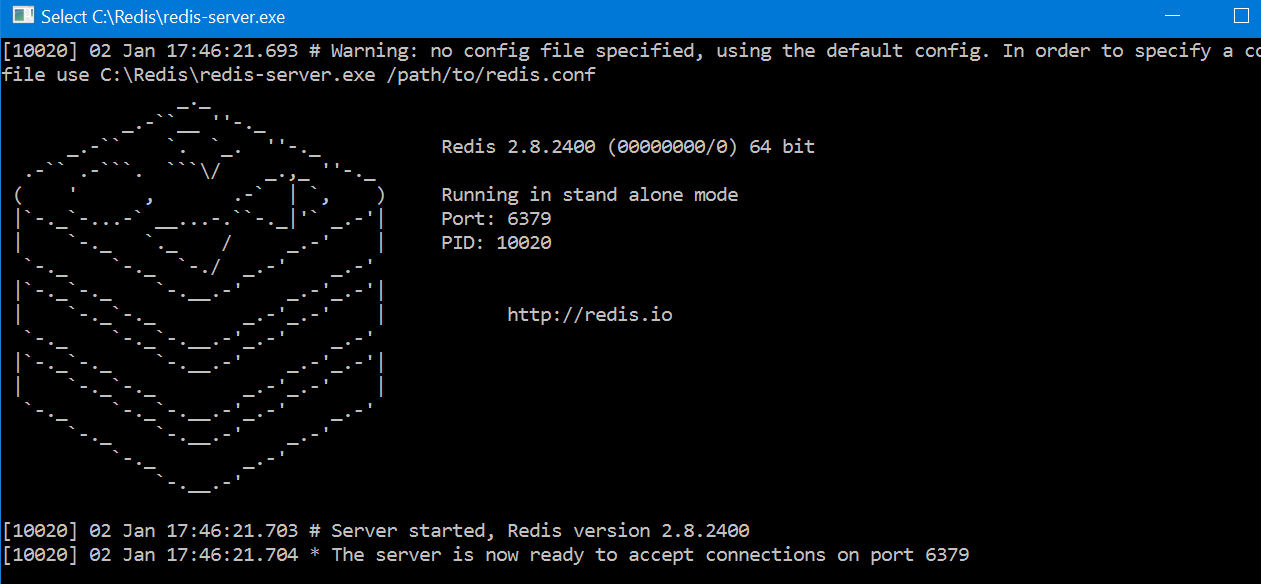 Select C:\Redis\redis-server.exe
[10020] 02 Jan 17:46:21.693 # Warning: no config file specified, using the default config. In order to specify a co
file use C:\Redis\redis-server.exe /path/to/redis.conf
Redis 2.8.2400 (00000000/0) 64 bit
Running in stand alone mode
Port: 6379
PID: 10020
http://redis.io
[10020] 02 Jan 17:46:21.703 # Server started, Redis version 2.8.2400
[10020] 02 Jan 17:46:21.704 * The server is now ready to accept connections on port 6379